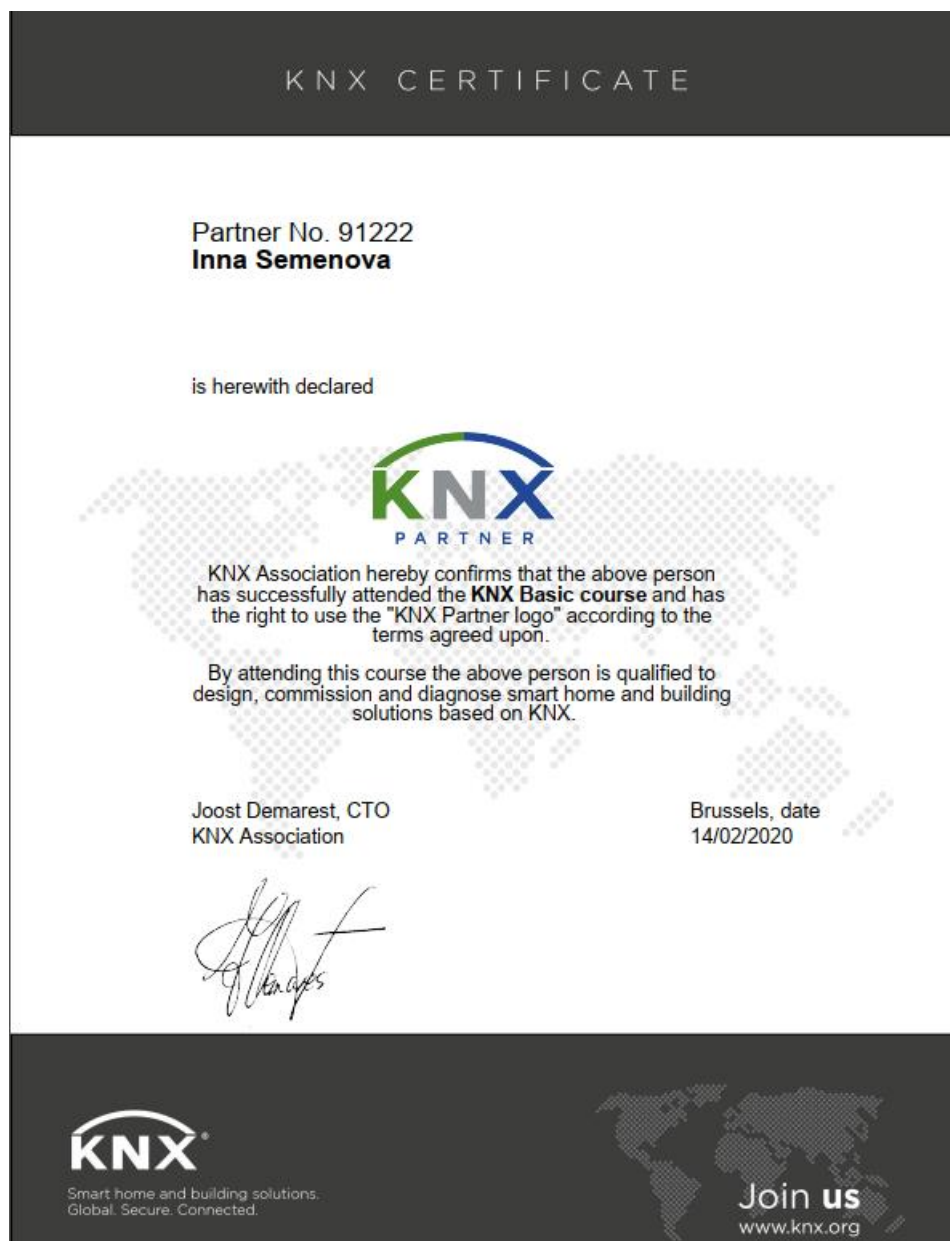 KNX CERTIFICATE
Partner No. 91222
Inna Semenova
is herewith declared
KNX
PARTNER
KNX Association hereby confirms that the above person
has successfully attended the KNX Basic course and has
the right to use the "KNX Partner logo" according to the
terms agreed upon.
By attending this course the above person is qualified to
design, commission and diagnose smart home and building
solutions based on KNX.
Joost Demarest, CTO
KNX Association
Brussels, date
14/02/2020
KNX®
Smart home and building solutions.
Global. Secure. Connected.
Join us
www.knx.org